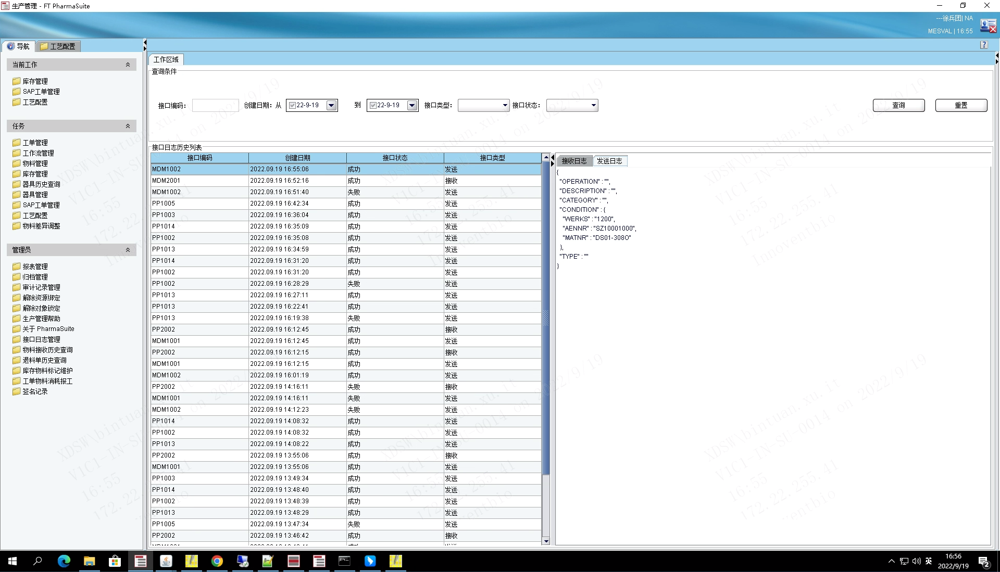 生产管理 - FT PharmaSuite
---徐兵团| NA
MESVAL | 16:55
导航
工艺配置
当前工作
库存管理
SAP工单管理
工艺配置
任务
工单管理
工作流管理
物料管理
库存管理
器具历史查询
器具管理
SAP工单管理
工艺配置
物料差异调整
管理员
报表管理
归档管理
审计记录管理
解除资源绑定
解除对象锁定
生产管理帮助
关于 PharmaSuite
接口日志管理
物料接收历史查询
退料单历史查询
库存物料标记维护
工单物料消耗报工
签名记录
工作区域
查询条件
接口编码: 创建日期: 从 22-9-19 到 22-9-19 接口类型: 接口状态: 查询 重置
接口日志历史列表
接口编码 创建日期 接口状态 接口类型
MDM1002 2022.09.19 16:55:06 成功 发送
MDM2001 2022.09.19 16:52:16 成功 接收
MDM1002 2022.09.19 16:51:40 失败 发送
PP1005 2022.09.19 16:42:34 成功 发送
PP1003 2022.09.19 16:36:04 成功 发送
PP1014 2022.09.19 16:35:09 成功 发送
PP1002 2022.09.19 16:35:08 成功 发送
PP1013 2022.09.19 16:34:59 成功 发送
PP1014 2022.09.19 16:31:20 成功 发送
PP1002 2022.09.19 16:31:20 成功 发送
PP1002 2022.09.19 16:28:29 失败 发送
PP1013 2022.09.19 16:27:11 成功 发送
PP1013 2022.09.19 16:22:41 成功 发送
PP1013 2022.09.19 16:19:38 失败 发送
PP2002 2022.09.19 16:12:45 成功 接收
MDM1001 2022.09.19 16:12:45 成功 发送
PP2002 2022.09.19 16:12:15 成功 接收
MDM1001 2022.09.19 16:12:15 成功 发送
MDM1002 2022.09.19 16:01:19 成功 发送
PP2002 2022.09.19 14:16:11 失败 接收
MDM1001 2022.09.19 14:16:11 失败 发送
MDM1002 2022.09.19 14:12:23 失败 发送
PP1014 2022.09.19 14:08:32 成功 发送
PP1002 2022.09.19 14:08:32 成功 发送
PP1013 2022.09.19 14:08:22 成功 发送
PP2002 2022.09.19 13:55:06 成功 接收
MDM1001 2022.09.19 13:55:06 成功 发送
PP1003 2022.09.19 13:49:34 成功 发送
PP1014 2022.09.19 13:48:40 成功 发送
PP1002 2022.09.19 13:48:39 成功 发送
PP1013 2022.09.19 13:48:29 成功 发送
PP1005 2022.09.19 13:47:34 失败 发送
PP2002 2022.09.19 13:46:42 成功 接收
接收日志 发送日志
{
"OPERATION" : "",
"DESCRIPTION" : "",
"CATEGORY" : "",
"CONDITION" : {
"WERKS" : "1200",
"AENNR" : "SZ10001000",
"MATNR" : "DS01-308O"
},
"TYPE" : ""
}
XDSW\bintuan.xu.it
V1C1-IN-SU-0014 on 2022/9/19
16:55
172.22.255.41
Innoventbio
英
16:56
2022/9/19
2